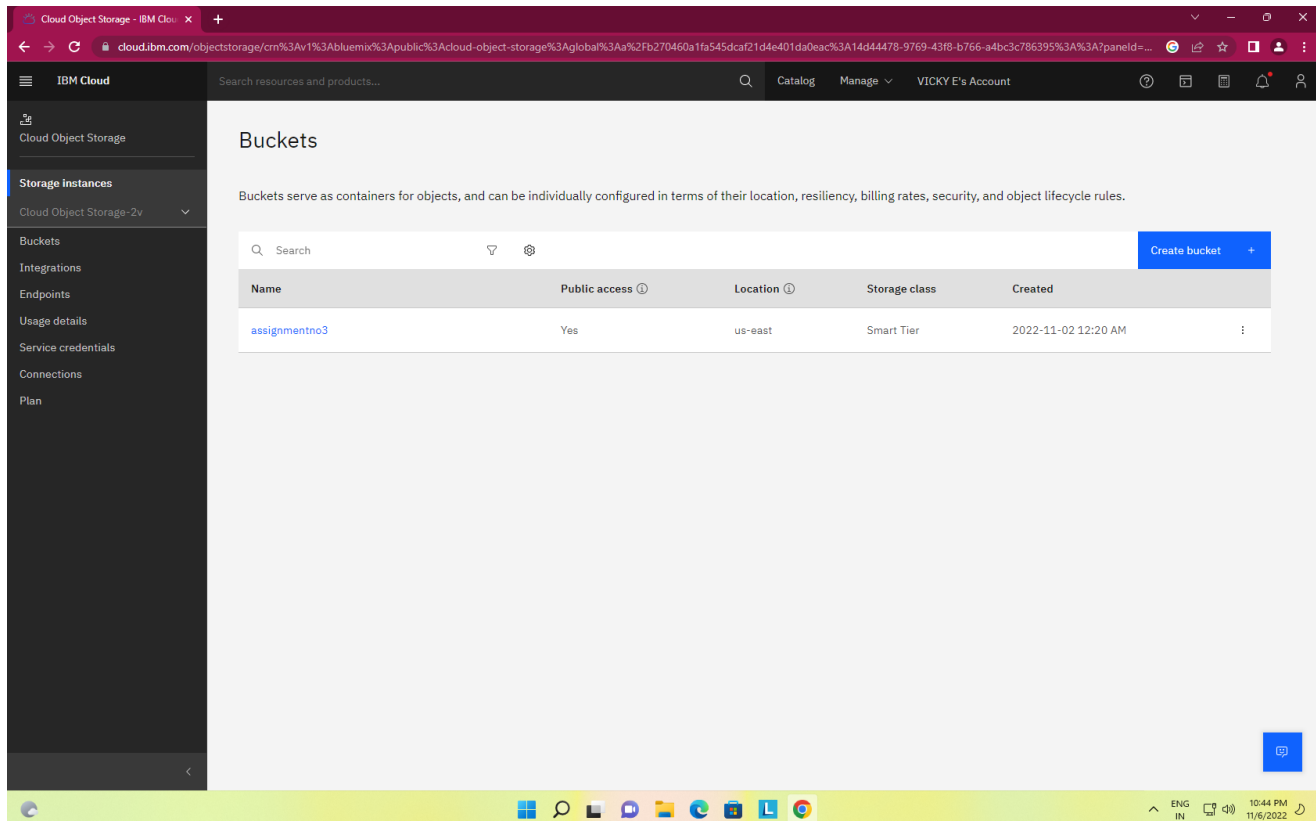 Cloud Object Storage - IBM Clou
cloud.ibm.com/objectstorage/crn%3Av1%3Abluemix%3Apublic%3Acloud-object-storage%3Aglobal%3Aa%2Fb270460a1fa545dcaf21d4e401da0eac%3A14d44478-9769-43f8-b766-a4bc3c786395%3A%3A?paneId=...
IBM Cloud
Search resources and products...
Catalog
Manage
VICKY E's Account
Cloud Object Storage
Storage instances
Cloud Object Storage-2v
Buckets
Integrations
Endpoints
Usage details
Service credentials
Connections
Plan
Buckets
Buckets serve as containers for objects, and can be individually configured in terms of their location, resiliency, billing rates, security, and object lifecycle rules.
Search
Create bucket +
Name Public access Location Storage class Created
assignmentno3 Yes us-east Smart Tier 2022-11-02 12:20 AM
ENG
IN
10:44 PM
11/6/2022